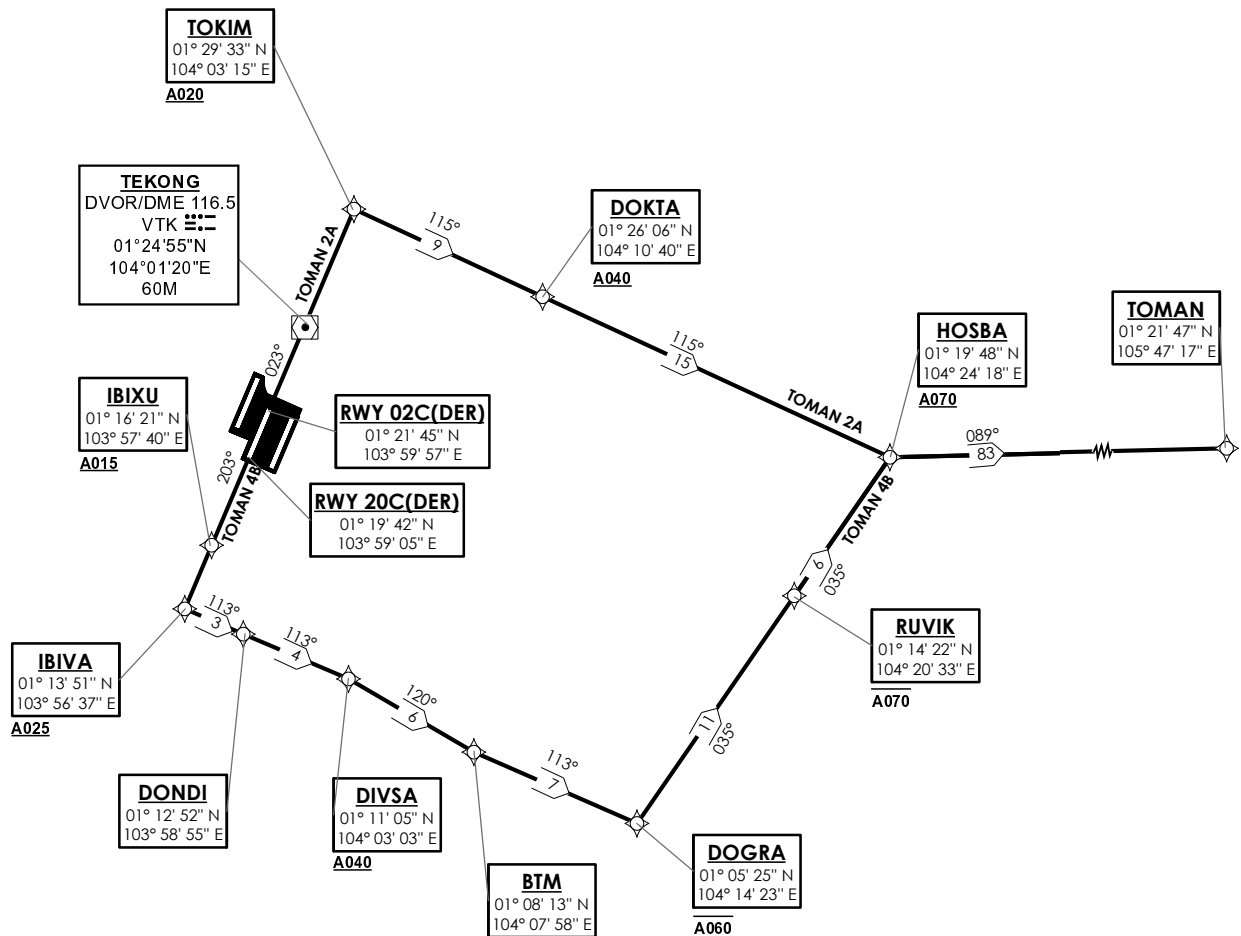 TOKIM
01° 29' 33" N
104° 03' 15" E
A020
TEKONG
DVOR/DME 116.5
VTK
01°24'55"N
104°01'20"E
60M
TOMAN 2A
023°
115°
9
DOKTA
01° 26' 06" N
104° 10' 40" E
A040
115°
15
TOMAN 2A
HOSBA
01° 19' 48" N
104° 24' 18" E
A070
TOMAN
01° 21' 47" N
105° 47' 17" E
089°
83
IBIXU
01° 16' 21" N
103° 57' 40" E
A015
RWY 02C(DER)
01° 21' 45" N
103° 59' 57" E
RWY 20C(DER)
01° 19' 42" N
103° 59' 05" E
203°
TOMAN 4B
TOMAN 4B
6
035°
RUVIK
01° 14' 22" N
104° 20' 33" E
A070
11
035°
IBIVA
01° 13' 51" N
103° 56' 37" E
A025
113°
3
113°
4
120°
6
113°
7
DONDI
01° 12' 52" N
103° 58' 55" E
DIVSA
01° 11' 05" N
104° 03' 03" E
A040
BTM
01° 08' 13" N
104° 07' 58" E
DOGRA
01° 05' 25" N
104° 14' 23" E
A060